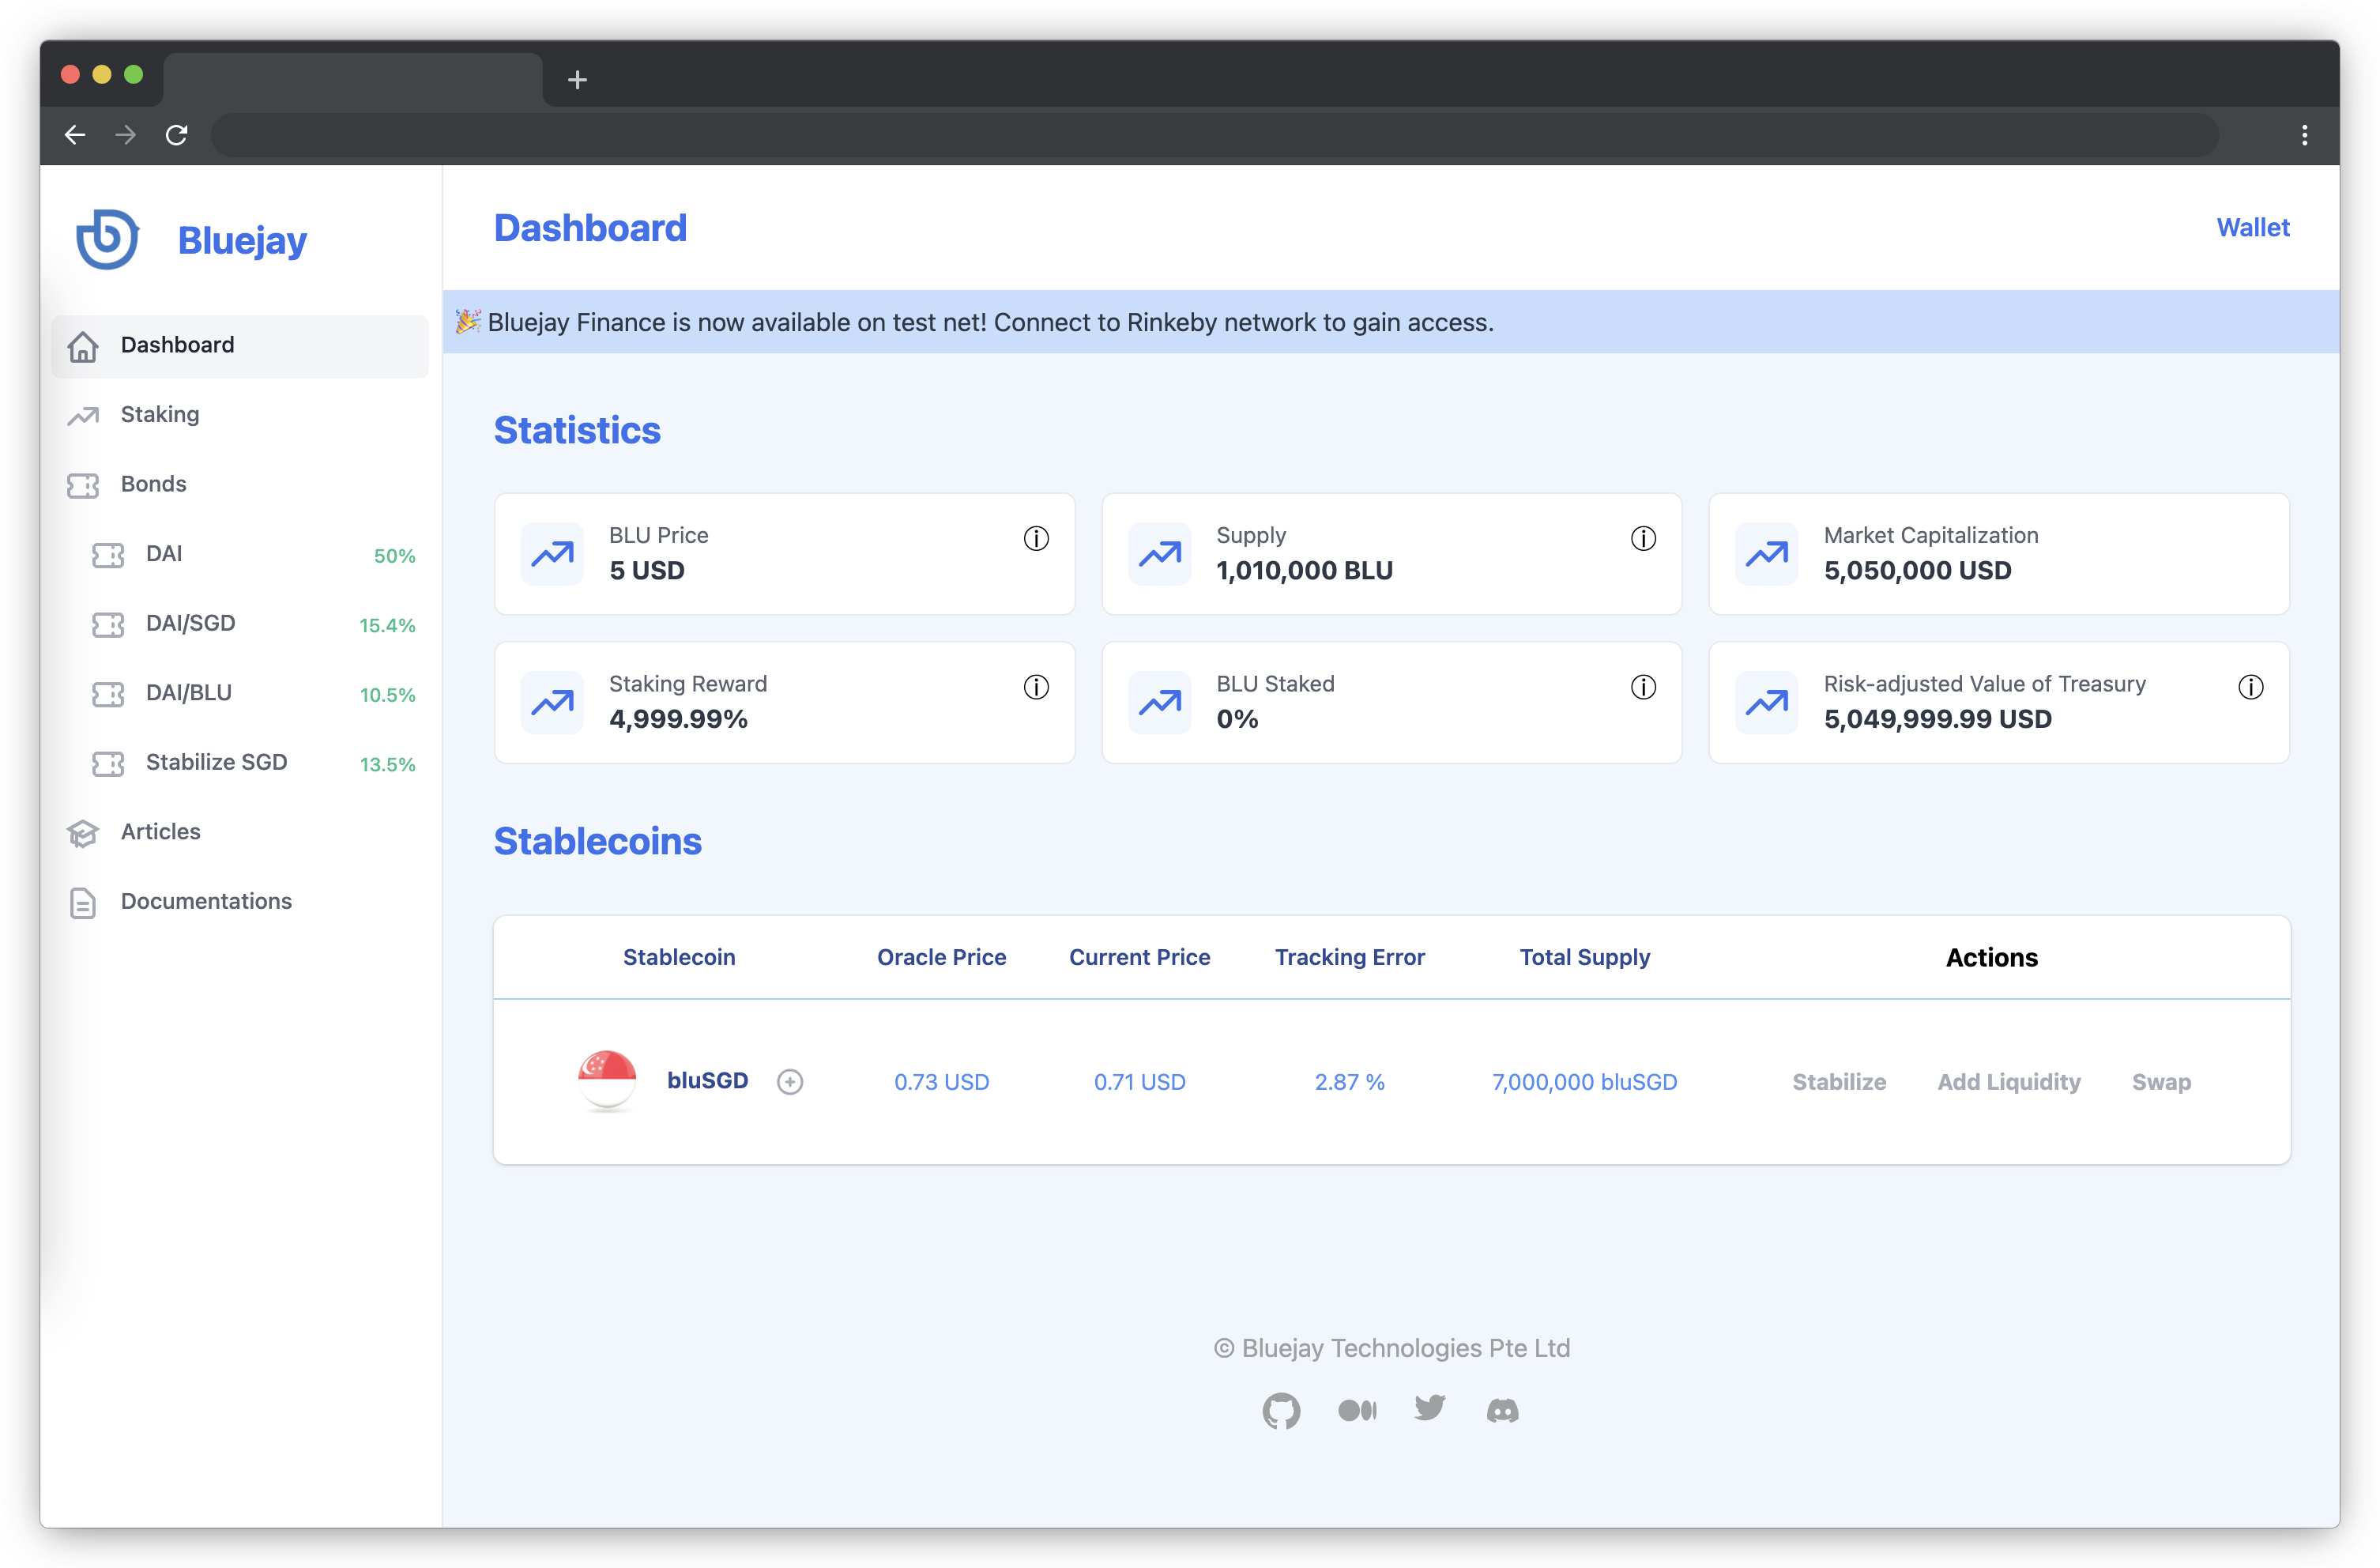 Bluejay
Dashboard
Wallet
Dashboard
Staking
Bonds
DAI 50%
DAI/SGD 15.4%
DAI/BLU 10.5%
Stabilize SGD 13.5%
Articles
Documentations
🎉 Bluejay Finance is now available on test net! Connect to Rinkeby network to gain access.
Statistics
BLU Price
5 USD
Supply
1,010,000 BLU
Market Capitalization
5,050,000 USD
Staking Reward
4,999.99%
BLU Staked
0%
Risk-adjusted Value of Treasury
5,049,999.99 USD
Stablecoins
Stablecoin Oracle Price Current Price Tracking Error Total Supply Actions
bluSGD 0.73 USD 0.71 USD 2.87 % 7,000,000 bluSGD Stabilize Add Liquidity Swap
© Bluejay Technologies Pte Ltd